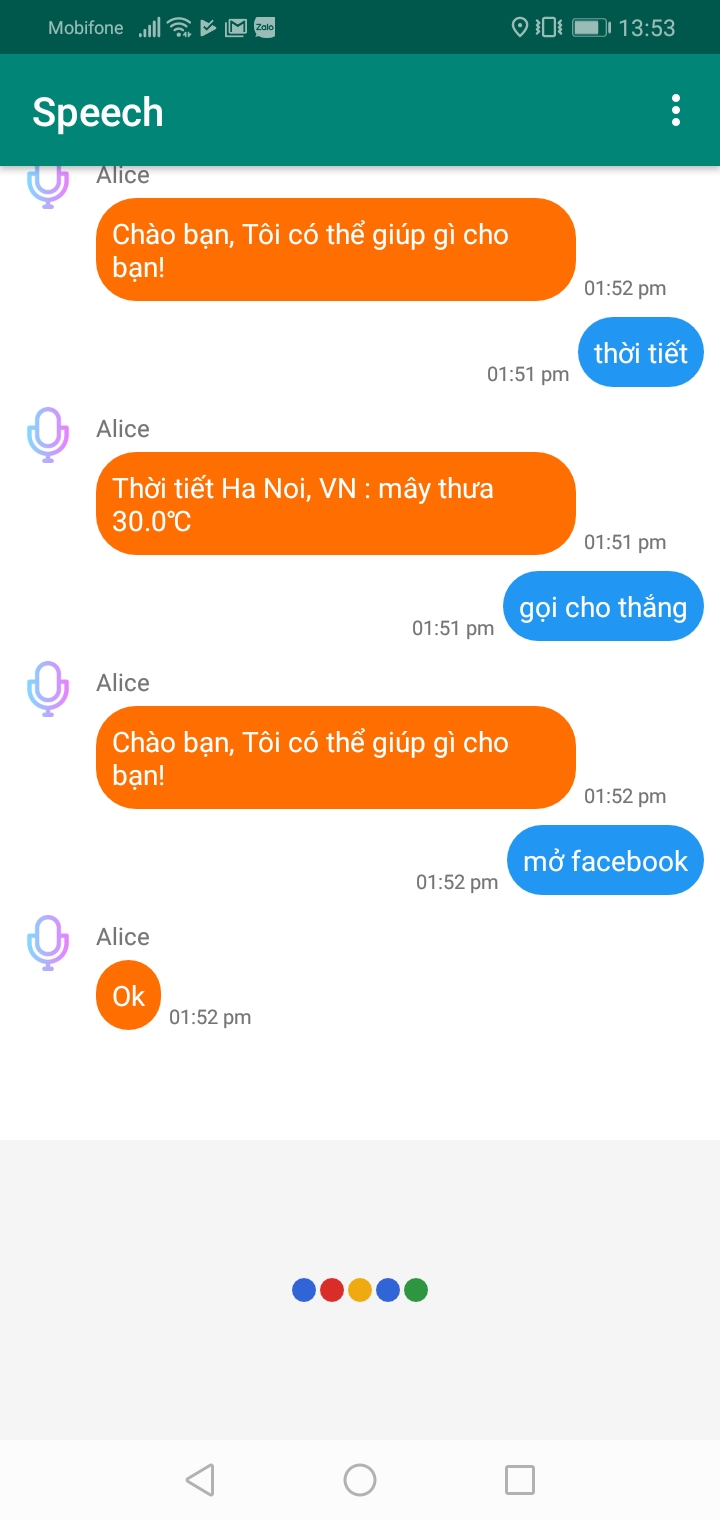 Mobifone
Zalo
13:53
Speech
Alice
Chào bạn, Tôi có thể giúp gì cho
bạn!
01:52 pm
thời tiết
01:51 pm
Alice
Thời tiết Ha Noi, VN : mây thưa
30.0℃
01:51 pm
gọi cho thắng
01:51 pm
Alice
Chào bạn, Tôi có thể giúp gì cho
bạn!
01:52 pm
mở facebook
01:52 pm
Alice
Ok
01:52 pm